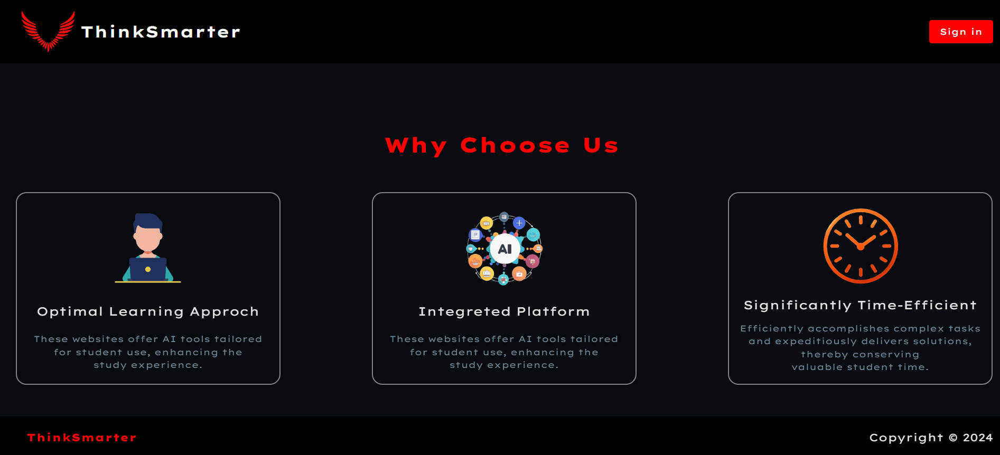 ThinkSmarter
Sign in
Why Choose Us
AI
Optimal Learning Approch
These websites offer AI tools tailored
for student use, enhancing the
study experience.
Integreted Platform
These websites offer AI tools tailored
for student use, enhancing the
study experience.
Significantly Time-Efficient
Efficiently accomplishes complex tasks
and expeditiously delivers solutions,
thereby conserving
valuable student time.
ThinkSmarter
Copyright © 2024